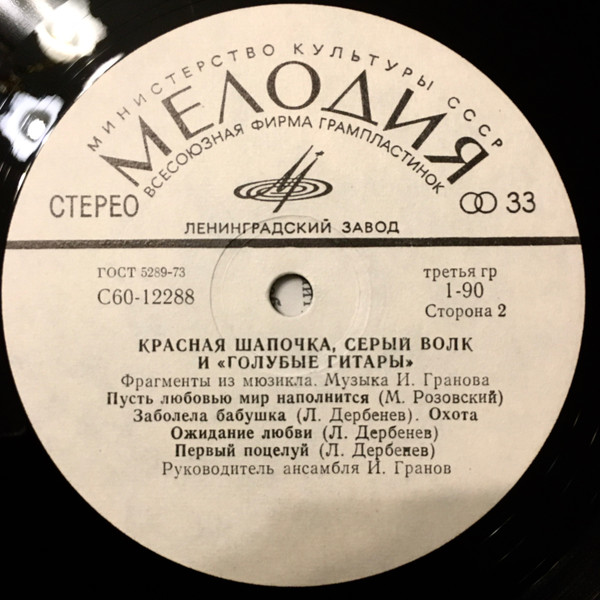 МИНИСТЕРСТВО КУЛЬТУРЫ СССР
МЕЛОДИЯ
ВСЕСОЮЗНАЯ ФИРМА ГРАМПЛАСТИНОК
СТЕРЕО
33
ЛЕНИНГРАДСКИЙ ЗАВОД
ГОСТ 5289-73
С60-12288
третья гр
1-90
Сторона 2
КРАСНАЯ ШАПОЧКА, СЕРЫЙ ВОЛК
И «ГОЛУБЫЕ ГИТАРЫ»
Фрагменты из мюзикла. Музыка И. Гранова
Пусть любовью мир наполнится (М. Розовский)
Заболела бабушка (Л. Дербенев). Охота
Ожидание любви (Л. Дербенев)
Первый поцелуй (Л. Дербенев)
Руководитель ансамбля И. Гранов